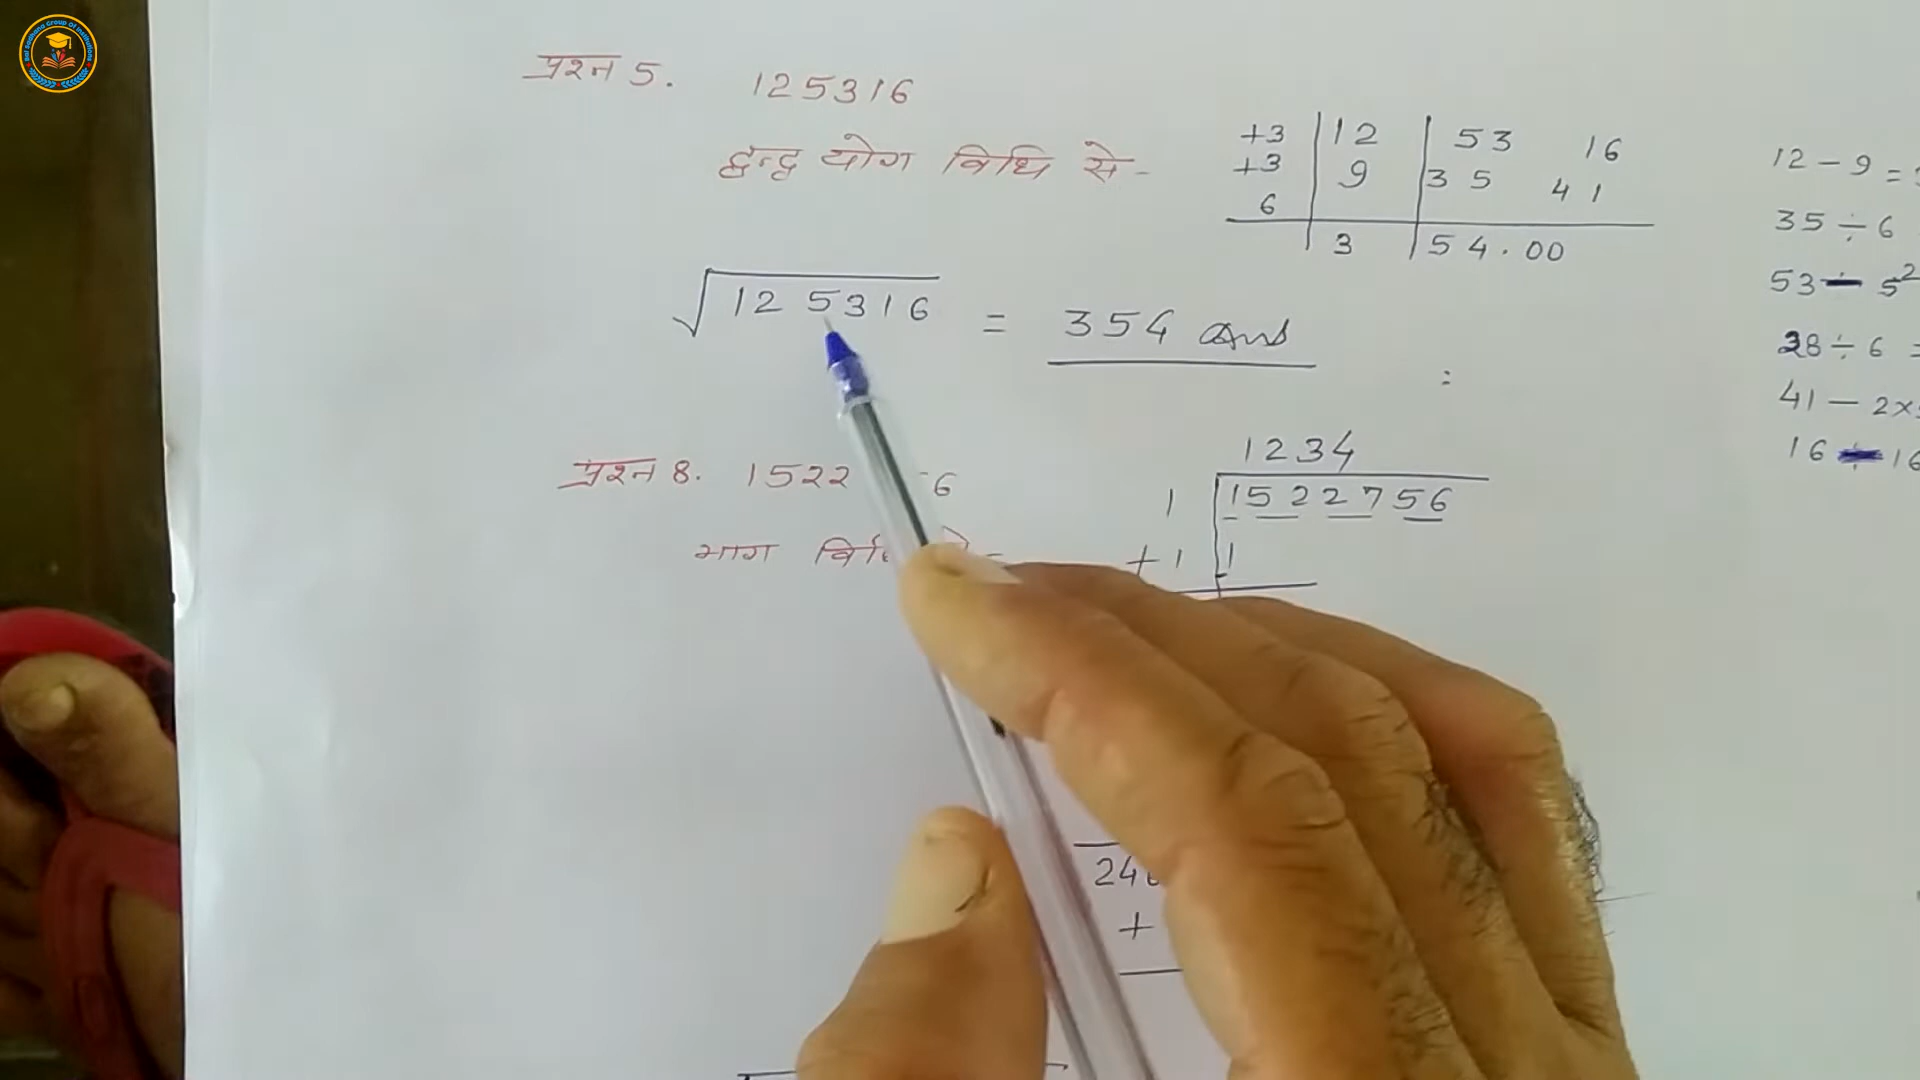 प्रश्न 5. 125316
द्वन्द्व योग विधि से-
+3 | 12 | 53 16
+3 | 9 | 35 41
6
3 | 54.00
12-9=
35÷6
53-5²
28÷6=
41-2×
16 16
√125316 = 354 Ans
:
प्रश्न 8. 1522 6
भाग
1234
1 1522756
+1 1
24
+